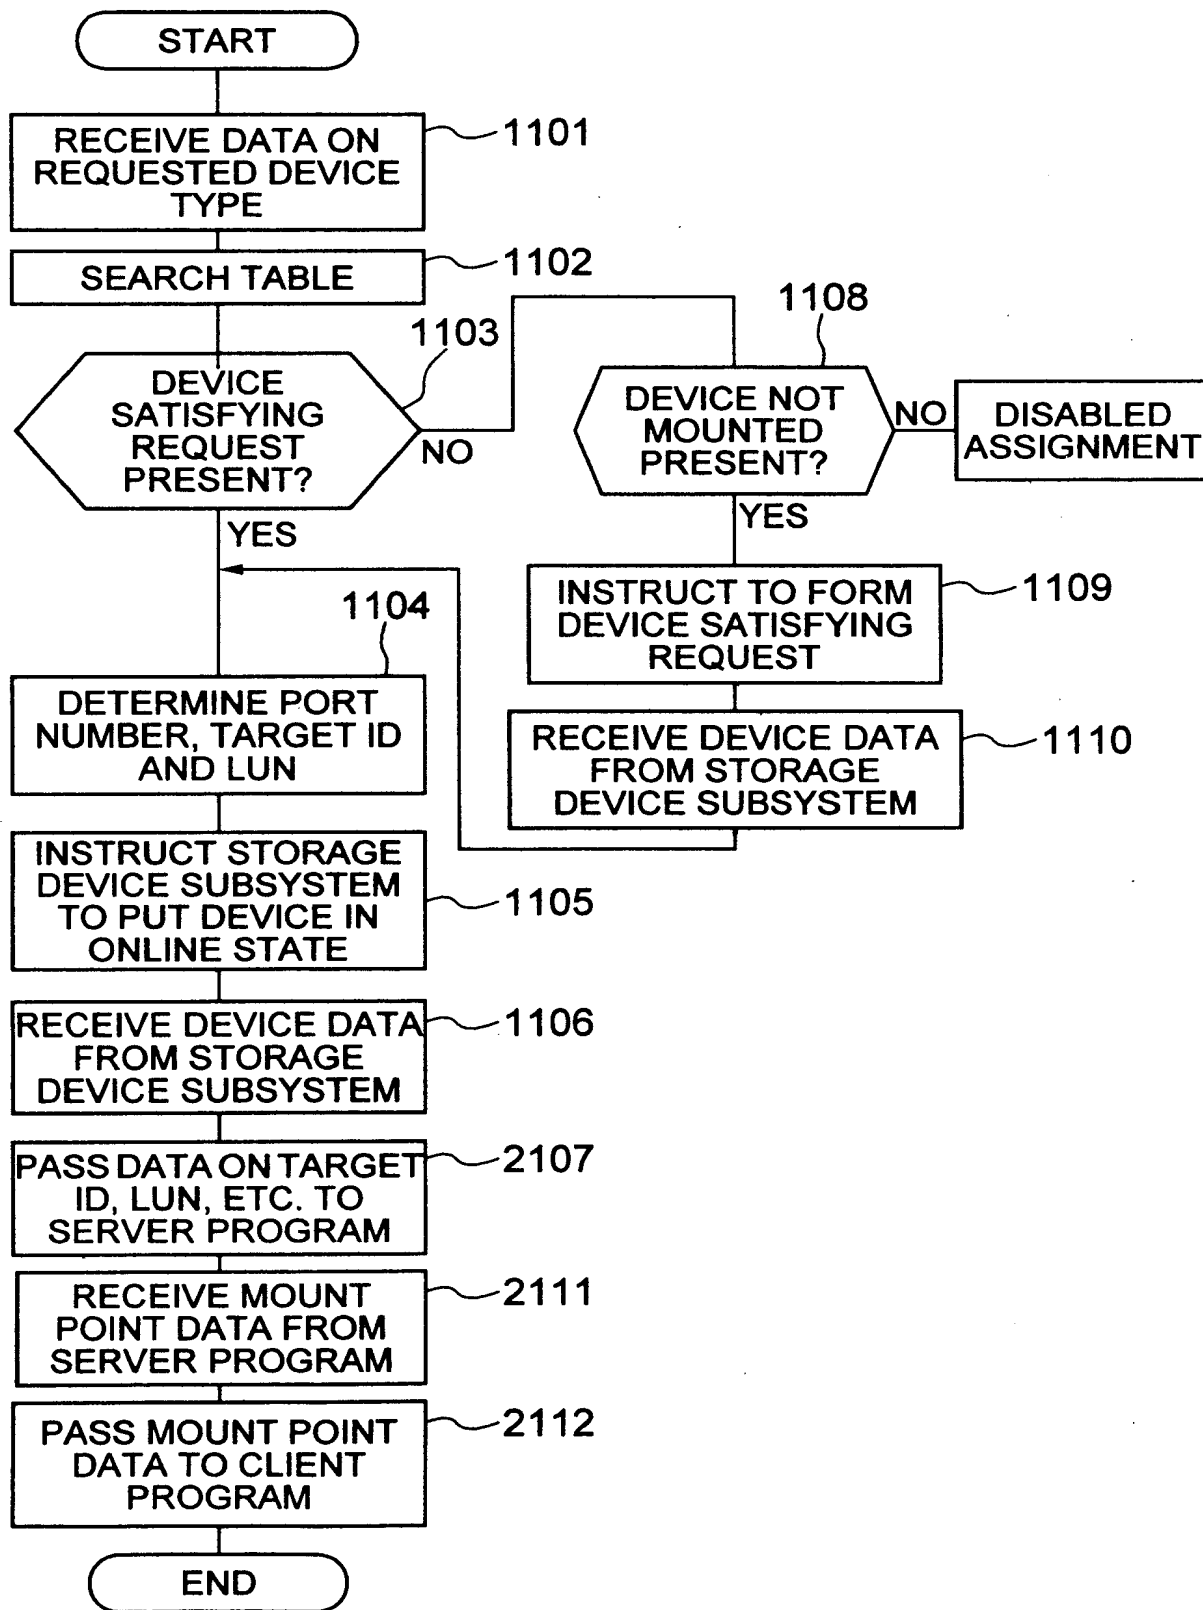 START
RECEIVE DATA ON
REQUESTED DEVICE
TYPE
1101
SEARCH TABLE
1102
DEVICE
SATISFYING
REQUEST
PRESENT?
1103
NO
YES
DEVICE NOT
MOUNTED
PRESENT?
1108
NO
DISABLED
ASSIGNMENT
YES
INSTRUCT TO FORM
DEVICE SATISFYING
REQUEST
1109
RECEIVE DEVICE DATA
FROM STORAGE
DEVICE SUBSYSTEM
1110
1104
DETERMINE PORT
NUMBER, TARGET ID
AND LUN
INSTRUCT STORAGE
DEVICE SUBSYSTEM
TO PUT DEVICE IN
ONLINE STATE
1105
RECEIVE DEVICE DATA
FROM STORAGE
DEVICE SUBSYSTEM
1106
PASS DATA ON TARGET
ID, LUN, ETC. TO
SERVER PROGRAM
2107
RECEIVE MOUNT
POINT DATA FROM
SERVER PROGRAM
2111
PASS MOUNT POINT
DATA TO CLIENT
PROGRAM
2112
END